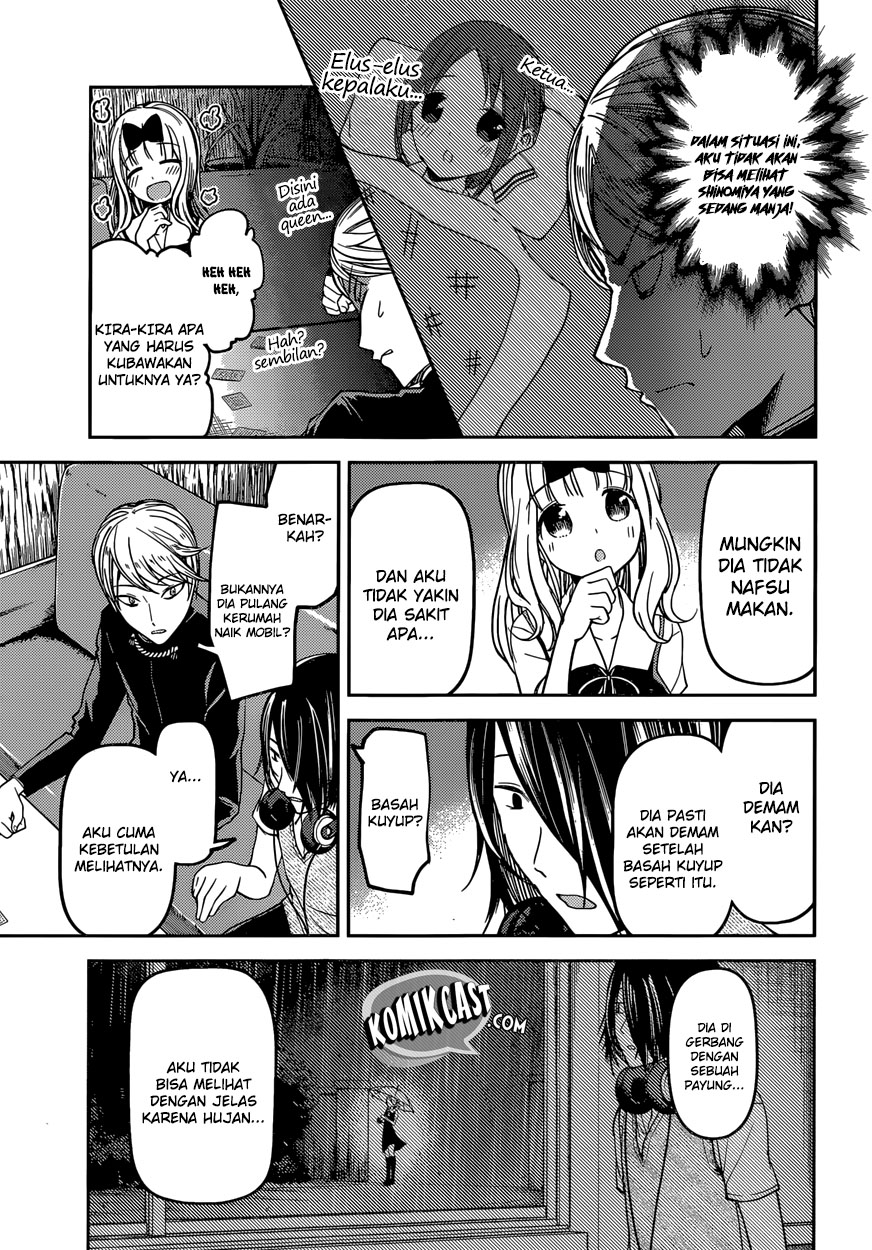 DALAM SITUASI INI,
AKU TIDAK AKAN
BISA MELIHAT
SHINOMIYA YANG
SEDANG MANJA!
Ketua...
Elus-elus
kepalaku...
Disini
ada
queen...
Hah?
sembilan?
HEH HEH
HEH,
KIRA-KIRA APA
YANG HARUS
KUBAWAKAN
UNTUKNYA YA?
MUNGKIN
DIA TIDAK
NAFSU
MAKAN.
DAN AKU
TIDAK YAKIN
DIA SAKIT
APA...
DIA
DEMAM
KAN?
DIA PASTI
AKAN DEMAM
SETELAH
BASAH KUYUP
SEPERTI ITU.
BASAH
KUYUP?
BENAR-
KAH?
BUKANNYA
DIA PULANG
KERUMAH
NAIK MOBIL?
YA...
AKU CUMA
KEBETULAN
MELIHATNYA.
DIA DI
GERBANG
DENGAN
SEBUAH
PAYUNG...
AKU TIDAK
BISA MELIHAT
DENGAN JELAS
KARENA HUJAN...
KOMIKCAST
.COM